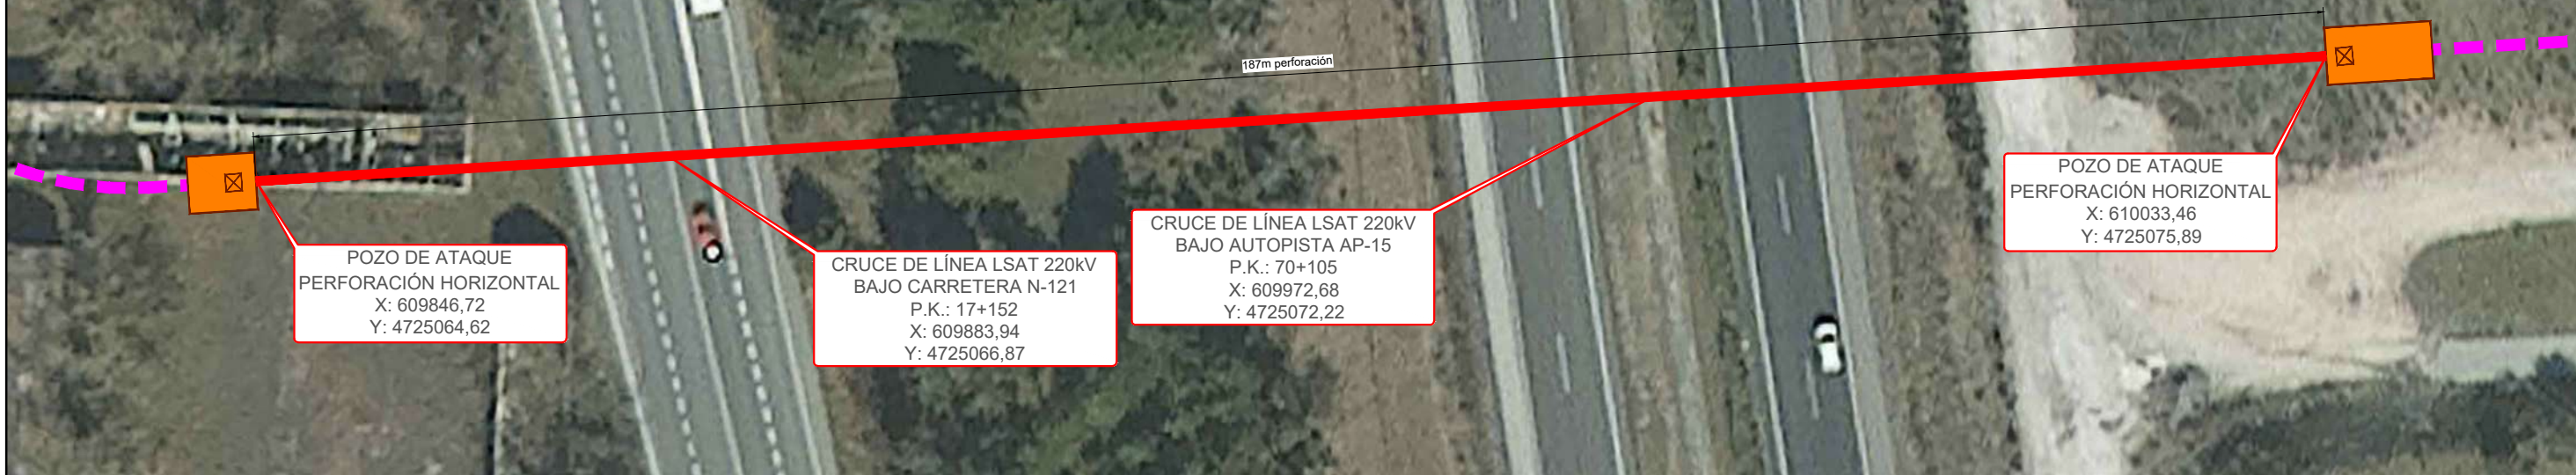 187m perforación
POZO DE ATAQUE
PERFORACIÓN HORIZONTAL
X: 609846,72
Y: 4725064,62
CRUCE DE LÍNEA LSAT 220kV
BAJO CARRETERA N-121
P.K.: 17+152
X: 609883,94
Y: 4725066,87
CRUCE DE LÍNEA LSAT 220kV
BAJO AUTOPISTA AP-15
P.K.: 70+105
X: 609972,68
Y: 4725072,22
POZO DE ATAQUE
PERFORACIÓN HORIZONTAL
X: 610033,46
Y: 4725075,89